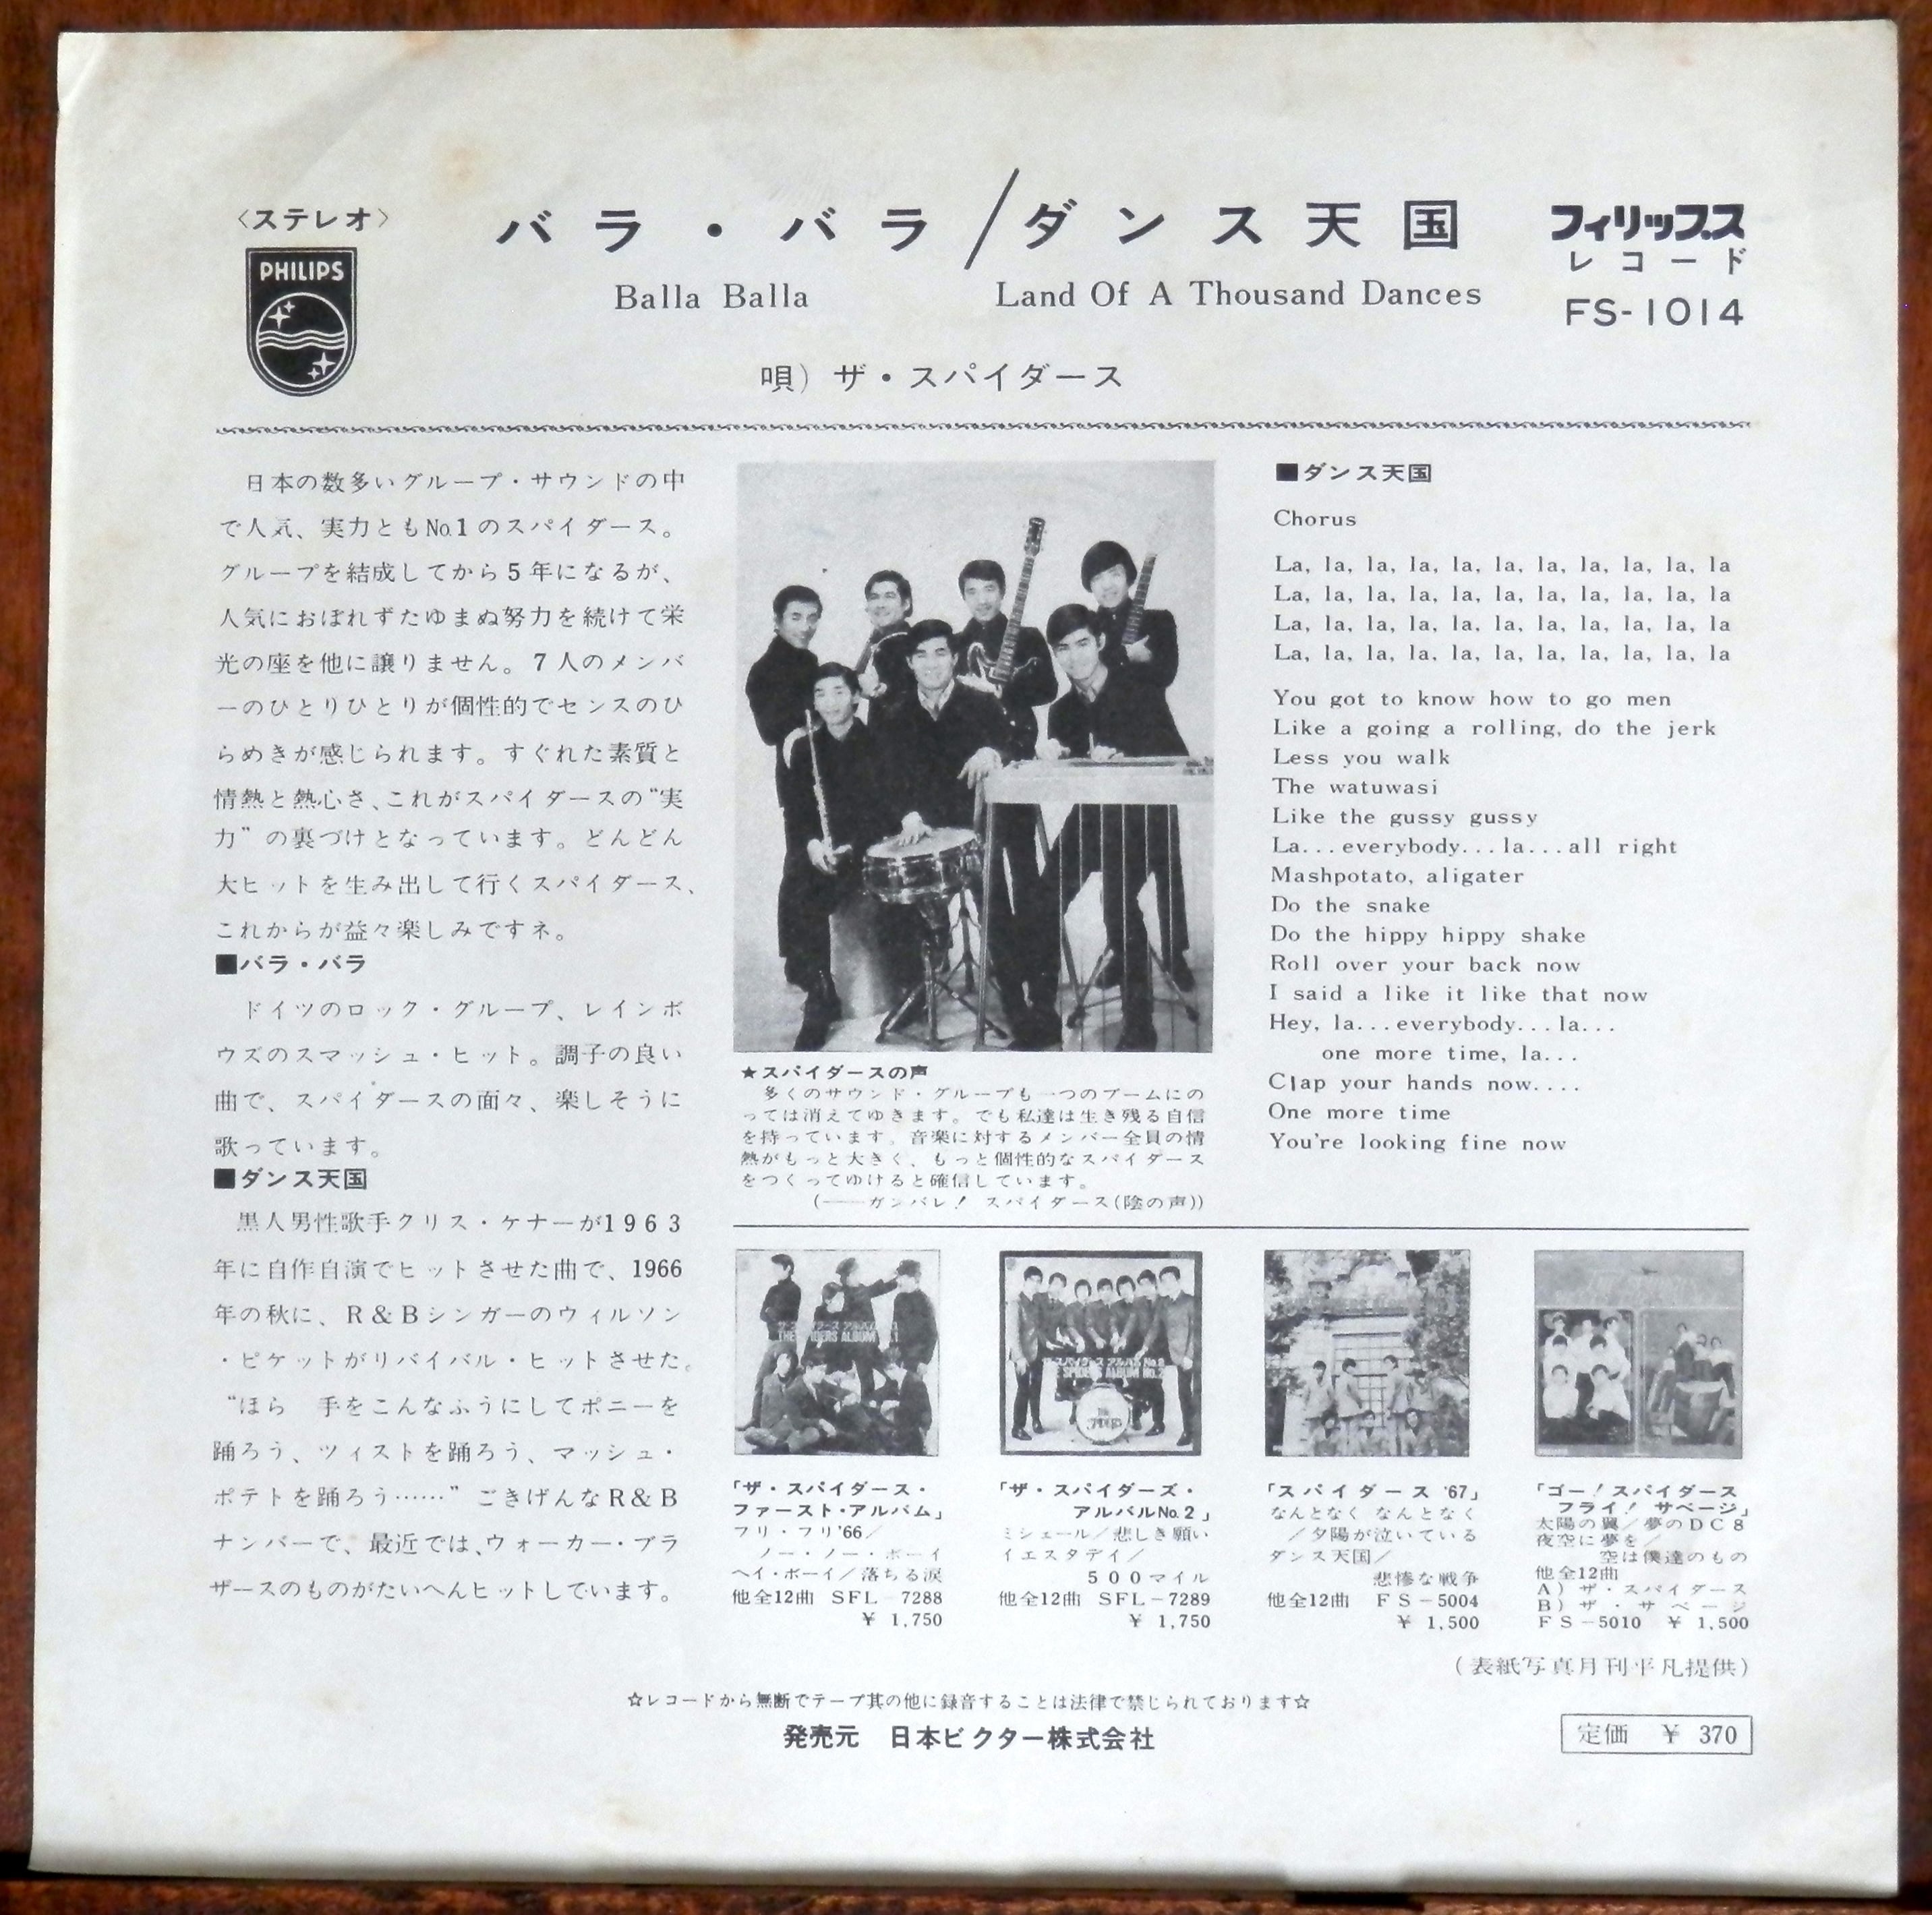 〈ステレオ〉
PHILIPS
バラ・バラ/ダンス天国
Balla Balla Land Of A Thousand Dances
フィリップス
レコード
FS-1014
唄)ザ・スパイダース
日本の数多いグループ・サウンドの中
で人気、実力ともNo.1のスパイダース。
グループを結成してから5年になるが、
人気におぼれずたゆまぬ努力を続けて栄
光の座を他に譲りません。7人のメンバ
ーのひとりひとりが個性的でセンスのひ
らめきが感じられます。すぐれた素質と
情熱と熱心さ、これがスパイダースの"実
力"の裏づけとなっています。どんどん
大ヒットを生み出して行くスパイダース、
これからが益々楽しみですネ。
■バラ・バラ
ドイツのロック・グループ、レインボ
ウズのスマッシュ・ヒット。調子の良い
曲で、スパイダースの面々、楽しそうに
歌っています。
■ダンス天国
黒人男性歌手クリス・ケナーが1963
年に自作自演でヒットさせた曲で、1966
年の秋に、R&Bシンガーのウィルソン
・ピケットがリバイバル・ヒットさせた。
"ほら 手をこんなふうにしてポニーを
踊ろう、ツィストを踊ろう、マッシュ・
ポテトを踊ろう……"ごきげんなR&B
ナンバーで、最近では、ウォーカー・ブラ
ザースのものがたいへんヒットしています。
★スパイダースの声
多くのサウンド・グループも一つのブームにの
っては消えてゆきます。でも私達は生き残る自信
を持っています。音楽に対するメンバー全員の情
熱がもっと大きく、もっと個性的なスパイダース
をつくってゆけると確信しています。
(──ガンバレ! スパイダース(陰の声))
■ダンス天国
Chorus
La, la, la, la, la, la, la, la, la, la, la
La, la, la, la, la, la, la, la, la, la, la
La, la, la, la, la, la, la, la, la, la, la
La, la, la, la, la, la, la, la, la, la, la
You got to know how to go men
Like a going a rolling, do the jerk
Less you walk
The watuwasi
Like the gussy gussy
La...everybody...la...all right
Mashpotato, aligater
Do the snake
Do the hippy hippy shake
Roll over your back now
I said a like it like that now
Hey, la...everybody...la...
one more time, la...
Clap your hands now....
One more time
You're looking fine now
「ザ・スパイダース・
ファースト・アルバム」
フリ・フリ'66/
ノー・ノー・ボーイ
ヘイ・ボーイ/落ちる涙
他全12曲 SFL-7288
¥ 1,750
「ザ・スパイダーズ・
アルバルNo.2」
ミシェール/悲しき願い
イエスタデイ/
500マイル
他全12曲 SFL-7289
¥ 1,750
「スパイダース '67」
なんとなく なんとなく
/夕陽が泣いている
ダンス天国/
悲惨な戦争
他全12曲 FS-5004
¥ 1,500
「ゴー!スパイダース
フライ! サベージ」
太陽の翼/夢のDC8
夜空に夢を/
空は僕達のもの
他全12曲
A)ザ・スパイダース
B)ザ・サベージ
FS-5010 ¥ 1,500
(表紙写真月刊平凡提供)
☆レコードから無断でテープ其の他に録音することは法律で禁じられております☆
発売元 日本ビクター株式会社
定価 ¥ 370